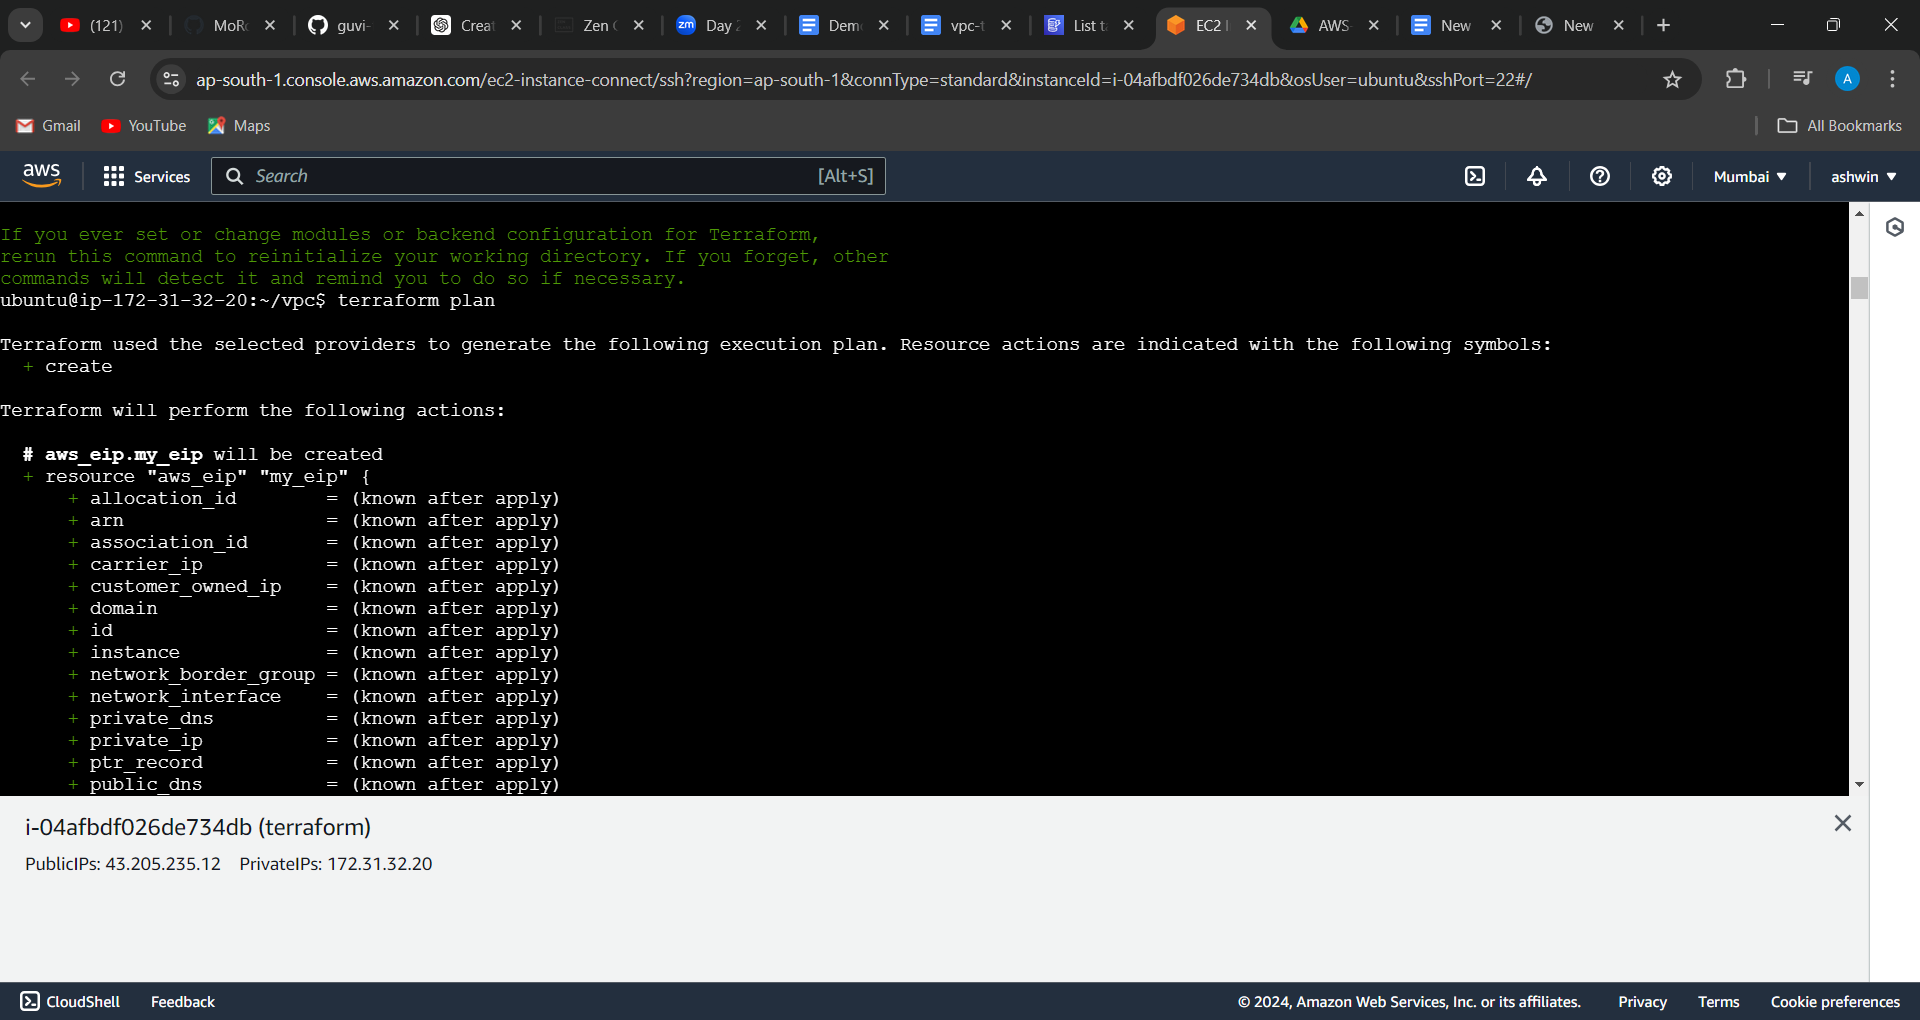 (121)
MoR
guvi-
Creat
Zen
Day
Dem
vpc-t
List t
EC2
AWS
New
New
ap-south-1.console.aws.amazon.com/ec2-instance-connect/ssh?region=ap-south-1&connType=standard&instanceId=i-04afbdf026de734db&osUser=ubuntu&sshPort=22#/
A
Gmail
YouTube
Maps
All Bookmarks
aws
Services
Search
[Alt+S]
Mumbai
ashwin
If you ever set or change modules or backend configuration for Terraform,
rerun this command to reinitialize your working directory. If you forget, other
commands will detect it and remind you to do so if necessary.
ubuntu@ip-172-31-32-20:~/vpc$ terraform plan
Terraform used the selected providers to generate the following execution plan. Resource actions are indicated with the following symbols:
+ create
Terraform will perform the following actions:
# aws_eip.my_eip will be created
+ resource "aws_eip" "my_eip" {
+ allocation_id = (known after apply)
+ arn = (known after apply)
+ association_id = (known after apply)
+ carrier_ip = (known after apply)
+ customer_owned_ip = (known after apply)
+ domain = (known after apply)
+ id = (known after apply)
+ instance = (known after apply)
+ network_border_group = (known after apply)
+ network_interface = (known after apply)
+ private_dns = (known after apply)
+ private_ip = (known after apply)
+ ptr_record = (known after apply)
+ public_dns = (known after apply)
i-04afbdf026de734db (terraform)
PublicIPs: 43.205.235.12 PrivateIPs: 172.31.32.20
CloudShell
Feedback
© 2024, Amazon Web Services, Inc. or its affiliates.
Privacy
Terms
Cookie preferences